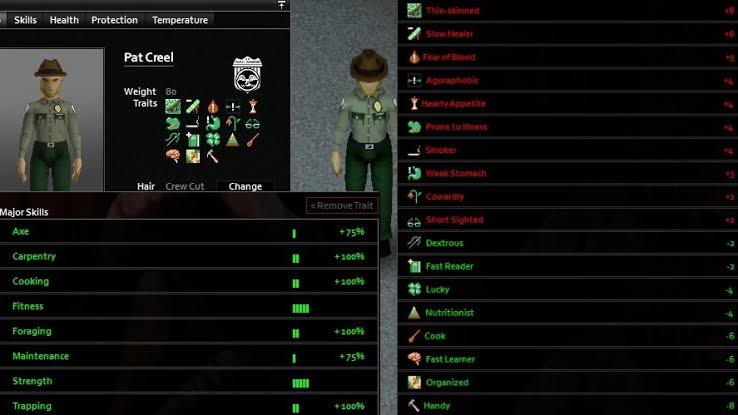 Skills Health Protection Temperature
Pat Creel
Weight 80
Traits
Hair Crew Cut Change
< Remove Trait
Major Skills
Axe +75%
Carpentry +100%
Cooking +100%
Fitness
Foraging +100%
Maintenance +75%
Strength
Trapping +100%
Thin-skinned +8
Slow Healer +6
Fear of Blood +5
Agoraphobic +4
Hearty Appetite +4
Prone to Illness +4
Smoker +4
Weak Stomach +3
Cowardly +2
Short Sighted +2
Dextrous -2
Fast Reader -2
Lucky -4
Nutritionist -4
Cook -6
Fast Learner -6
Organized -6
Handy -8